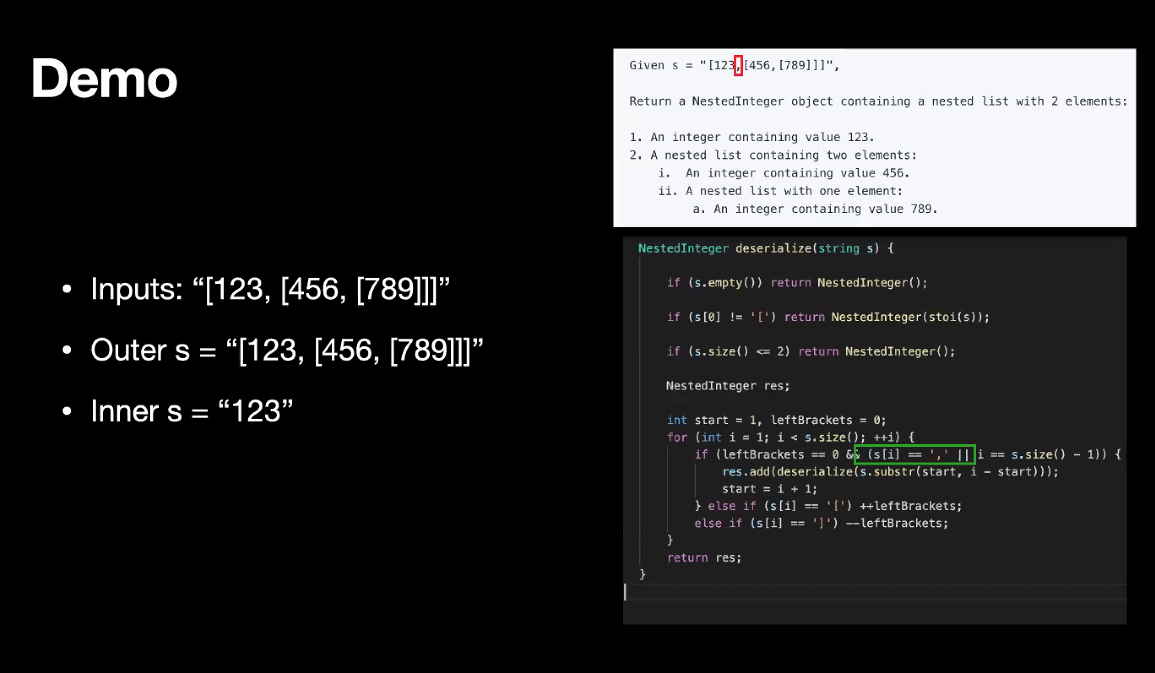 Demo
• Inputs: “[123, [456, [789]]]”
• Outer s = “[123, [456, [789]]]”
• Inner s = “123”
Given s = "[123,[456,[789]]]",
Return a NestedInteger object containing a nested list with 2 elements:
1. An integer containing value 123.
2. A nested list containing two elements:
i.  An integer containing value 456.
ii. A nested list with one element:
a. An integer containing value 789.
NestedInteger deserialize(string s) {
if (s.empty()) return NestedInteger();
if (s[0] != '[') return NestedInteger(stoi(s));
if (s.size() <= 2) return NestedInteger();
NestedInteger res;
int start = 1, leftBrackets = 0;
for (int i = 1; i < s.size(); ++i) {
if (leftBrackets == 0 && (s[i] == ',' || i == s.size() - 1)) {
res.add(deserialize(s.substr(start, i - start)));
start = i + 1;
} else if (s[i] == '[') ++leftBrackets;
else if (s[i] == ']') --leftBrackets;
}
return res;
}